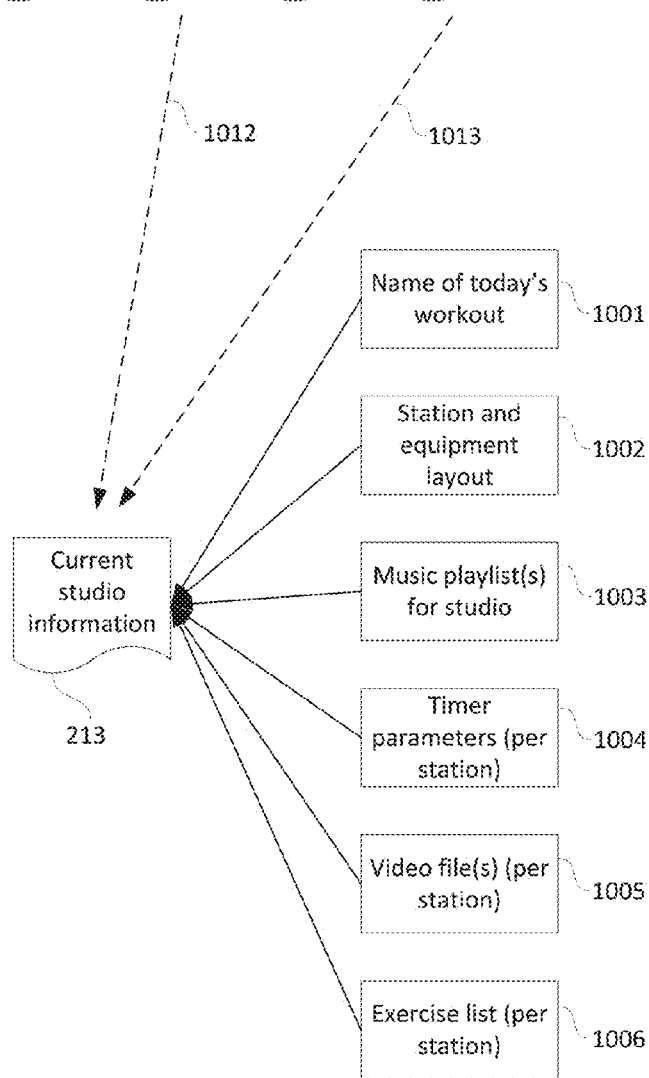 1012
1013
Name of today's
workout
1001
Station and
equipment
layout
1002
Current
studio
information
213
Music playlist(s)
for studio
1003
Timer
parameters (per
station)
1004
Video file(s) (per
station)
1005
Exercise list (per
station)
1006